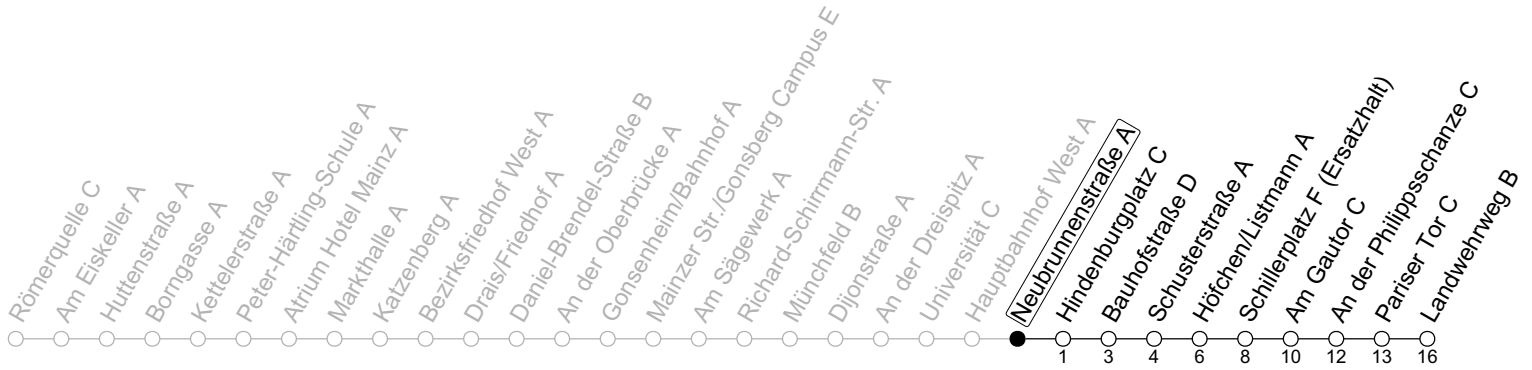 Römerquelle C
Am Eiskeller A
Huttenstraße A
Borngasse A
Kettelerstraße A
Peter-Härtling-Schule A
Atrium Hotel Mainz A
Markthalle A
Katzenberg A
Bezirksfriedhof West A
Drais/Friedhof A
Daniel-Brendel-Straße B
An der Oberbrücke A
Gonsenheim/Bahnhof A
Mainzer Str./Gonsberg Campus E
Am Sägewerk A
Richard-Schirrmann-Str. A
Münchfeld B
Dijonstraße A
An der Dreispitz A
Universität C
Hauptbahnhof West A
Neubrunnenstraße A
Hindenburgplatz C
Bauhofstraße D
Schusterstraße A
Höfchen/Listmann A
Schillerplatz F (Ersatzhalt)
Am Gautor C
An der Philippsschanze C
Pariser Tor C
Landwehrweg B
1 3 4 6 8 10 12 13 16